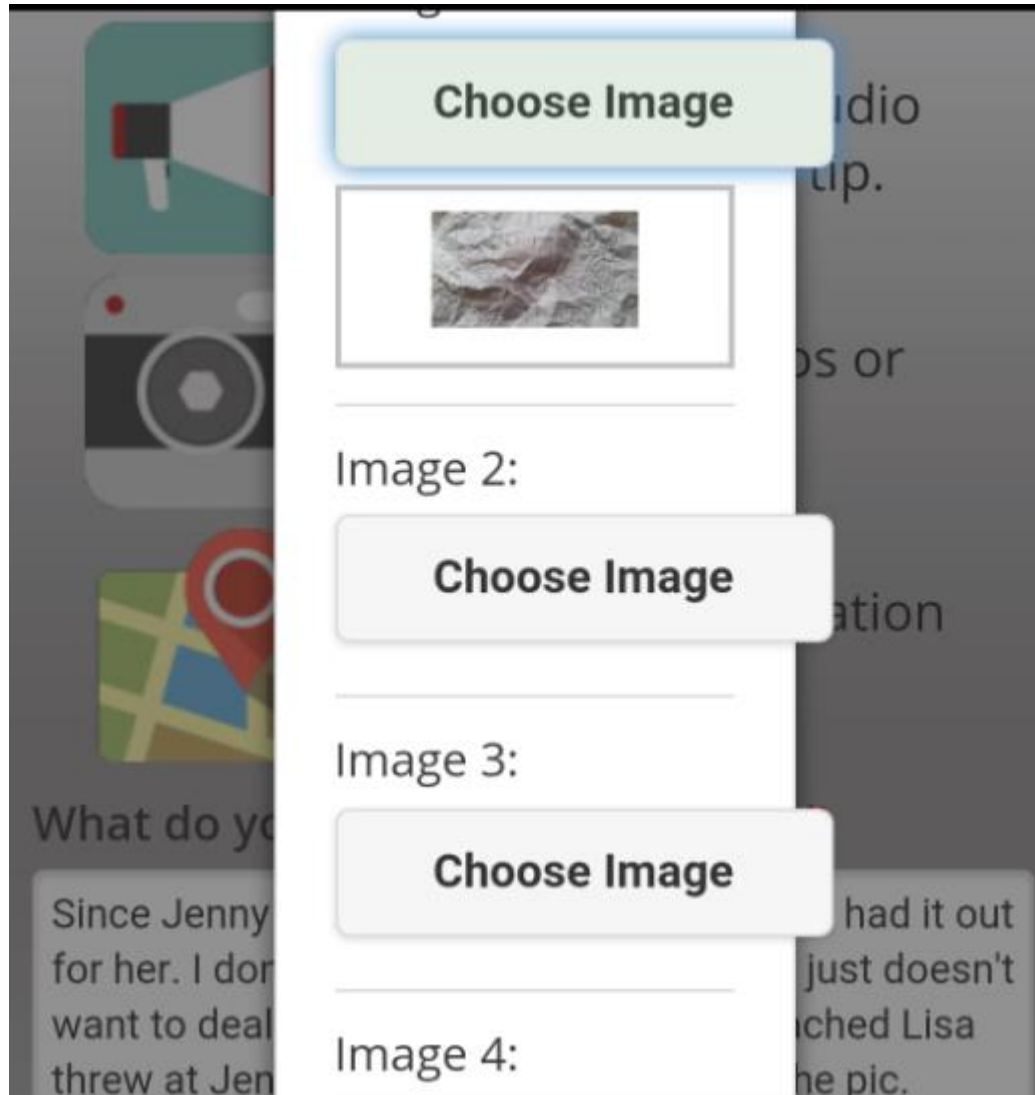 Choose Image
udio
tip.
os or
Image 2:
Choose Image
ation
Image 3:
What do yo
Choose Image
Since Jenny had it out
for her. I don just doesn't
want to deal ched Lisa
threw at Jen he pic.
Image 4: